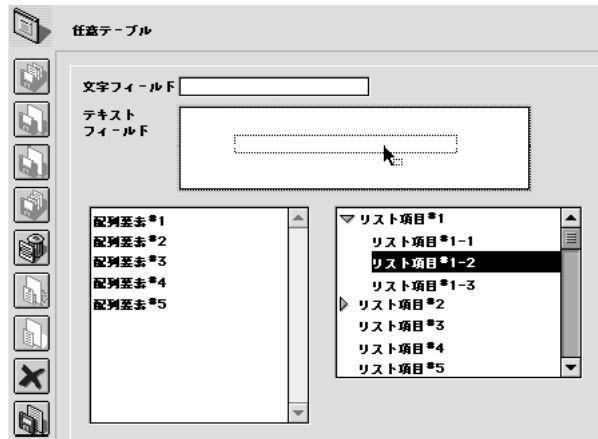 任意テーブル
文字フィールド
テキスト
フィールド
配列要素#1
配列要素#2
配列要素#3
配列要素#4
配列要素#5
リスト項目#1
リスト項目#1-1
リスト項目#1-2
リスト項目#1-3
リスト項目#2
リスト項目#3
リスト項目#4
リスト項目#5